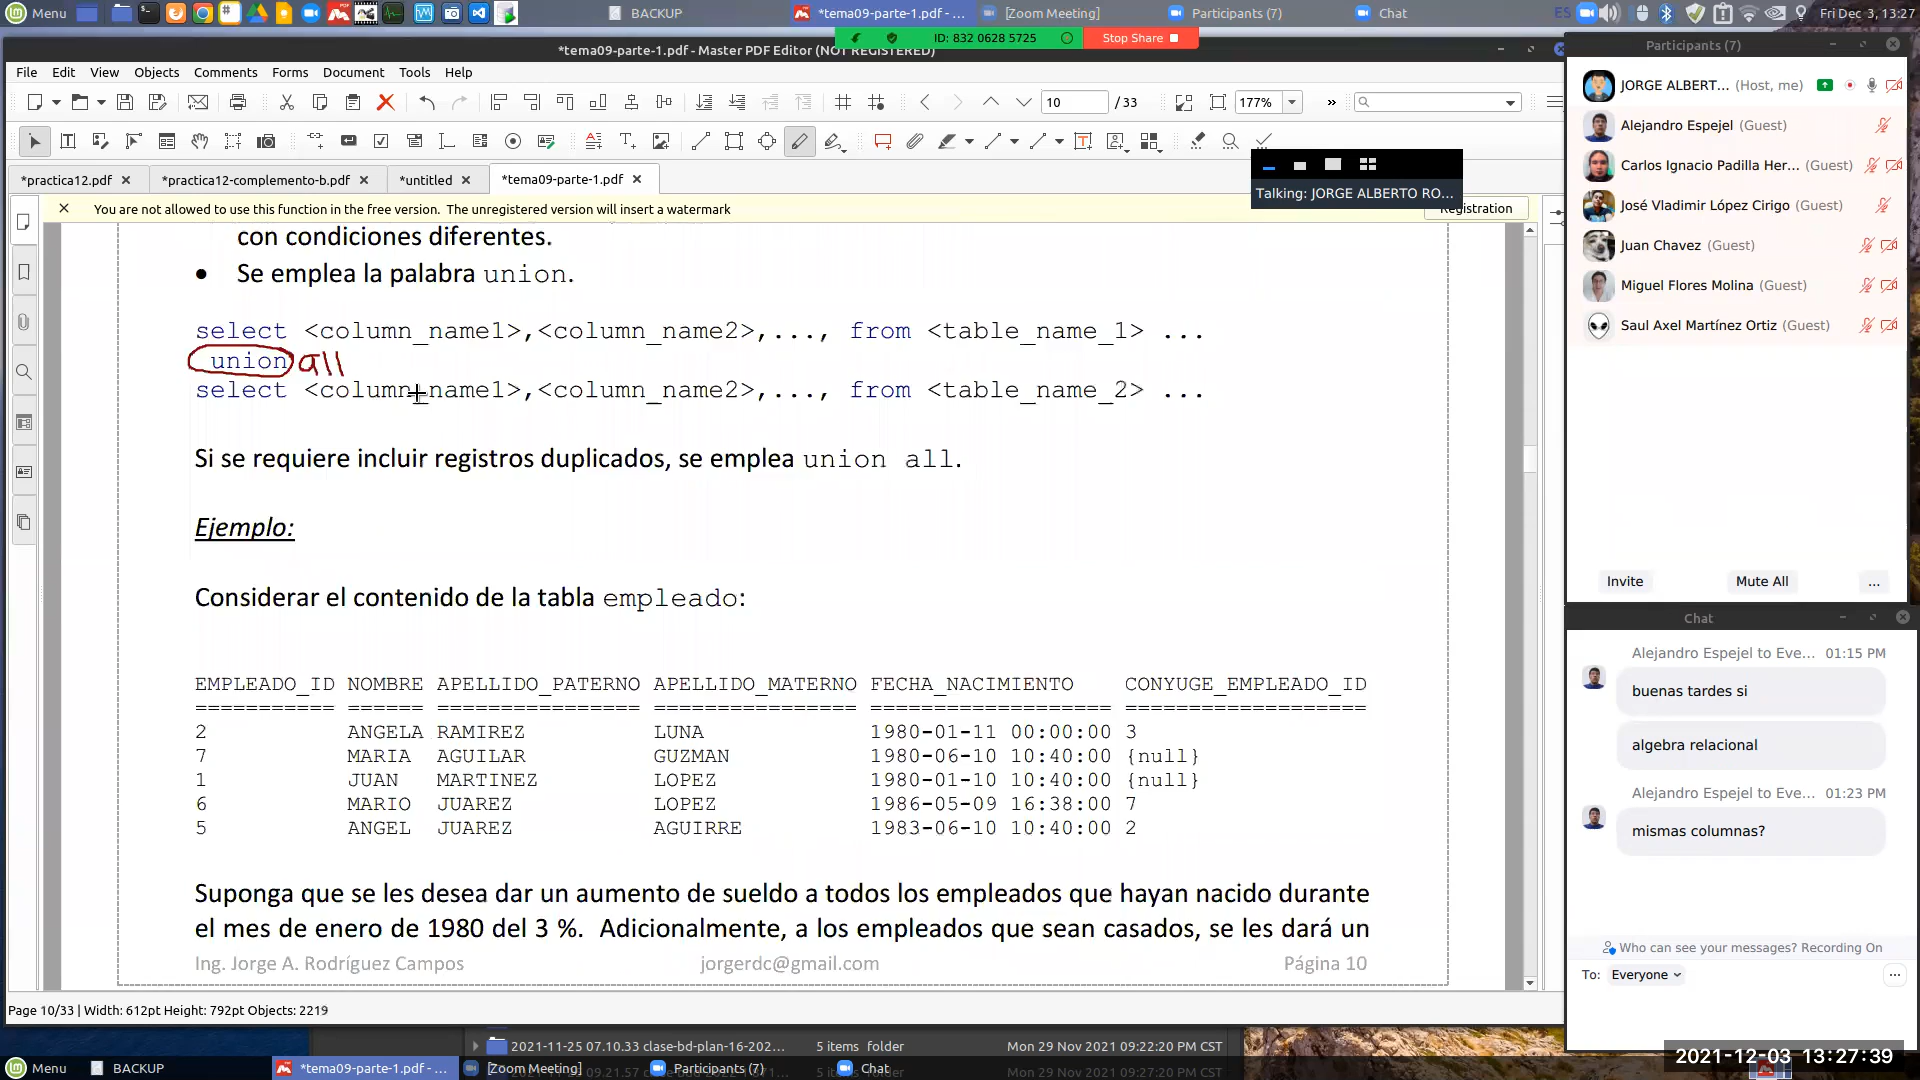 Menu
BACKUP
*tema09-parte-1.pdf - ...
[Zoom Meeting]
Participants (7)
Chat
ES
Fri Dec 3, 13:27
*tema09-parte-1.pdf - Master PDF Editor (NOT REGISTERED)
ID: 832 0628 5725
Stop Share
File Edit View Objects Comments Forms Document Tools Help
10 / 33
177%
*practica12.pdf
*practica12-complemento-b.pdf
*untitled
*tema09-parte-1.pdf
Talking: JORGE ALBERTO RO...
You are not allowed to use this function in the free version. The unregistered version will insert a watermark
Registration
con condiciones diferentes.
• Se emplea la palabra union.
select <column_name1>,<column_name2>,..., from <table_name_1> ...
union all
select <column_name1>,<column_name2>,..., from <table_name_2> ...
Si se requiere incluir registros duplicados, se emplea union all.
Ejemplo:
Considerar el contenido de la tabla empleado:
EMPLEADO_ID NOMBRE APELLIDO_PATERNO APELLIDO_MATERNO FECHA_NACIMIENTO CONYUGE_EMPLEADO_ID
=========== ====== ================ ================ =================== ===================
2 ANGELA RAMIREZ LUNA 1980-01-11 00:00:00 3
7 MARIA AGUILAR GUZMAN 1980-06-10 10:40:00 {null}
1 JUAN MARTINEZ LOPEZ 1980-01-10 10:40:00 {null}
6 MARIO JUAREZ LOPEZ 1986-05-09 16:38:00 7
5 ANGEL JUAREZ AGUIRRE 1983-06-10 10:40:00 2
Suponga que se les desea dar un aumento de sueldo a todos los empleados que hayan nacido durante
el mes de enero de 1980 del 3 %. Adicionalmente, a los empleados que sean casados, se les dará un
Ing. Jorge A. Rodríguez Campos jorgerdc@gmail.com Página 10
Page 10/33 | Width: 612pt Height: 792pt Objects: 2219
Participants (7)
JORGE ALBERT... (Host, me)
Alejandro Espejel (Guest)
Carlos Ignacio Padilla Her... (Guest)
José Vladimir López Cirigo (Guest)
Juan Chavez (Guest)
Miguel Flores Molina (Guest)
Saul Axel Martínez Ortiz (Guest)
Invite
Mute All
...
Chat
Alejandro Espejel to Eve... 01:15 PM
buenas tardes si
algebra relacional
Alejandro Espejel to Eve... 01:23 PM
mismas columnas?
Who can see your messages? Recording On
To: Everyone
2021-11-25 07.10.33 clase-bd-plan-16-202... 5 items folder Mon 29 Nov 2021 09:22:20 PM CST
Menu
BACKUP
*tema09-parte-1.pdf - ...
[Zoom Meeting]
Participants (7)
Chat
2021-12-03 13:27:39